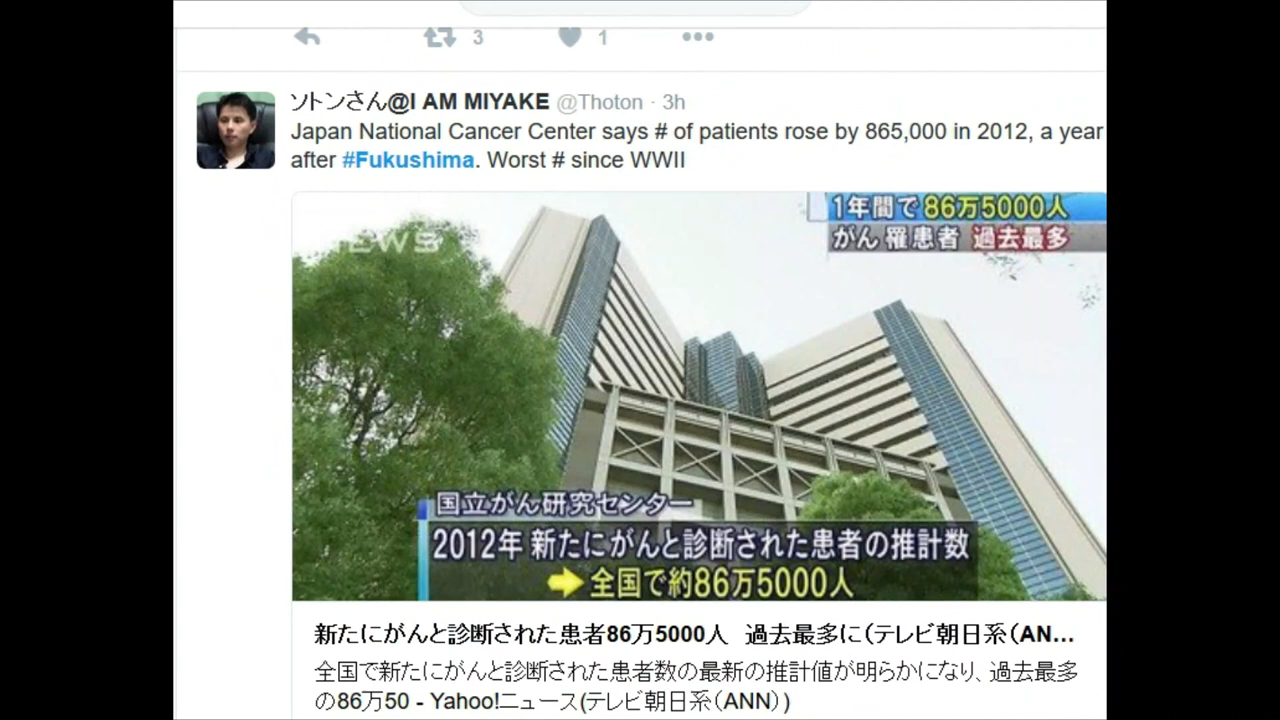 3 1
ソトンさん@I AM MIYAKE @Thoton · 3h
Japan National Cancer Center says # of patients rose by 865,000 in 2012, a year
after #Fukushima. Worst # since WWII
NEWS
1年間で86万5000人
がん罹患者 過去最多
国立がん研究センター
2012年 新たにがんと診断された患者の推計数
全国で約86万5000人
新たにがんと診断された患者86万5000人 過去最多に(テレビ朝日系(AN...
全国で新たにがんと診断された患者数の最新の推計値が明らかになり、過去最多
の86万50 - Yahoo!ニュース(テレビ朝日系(ANN))